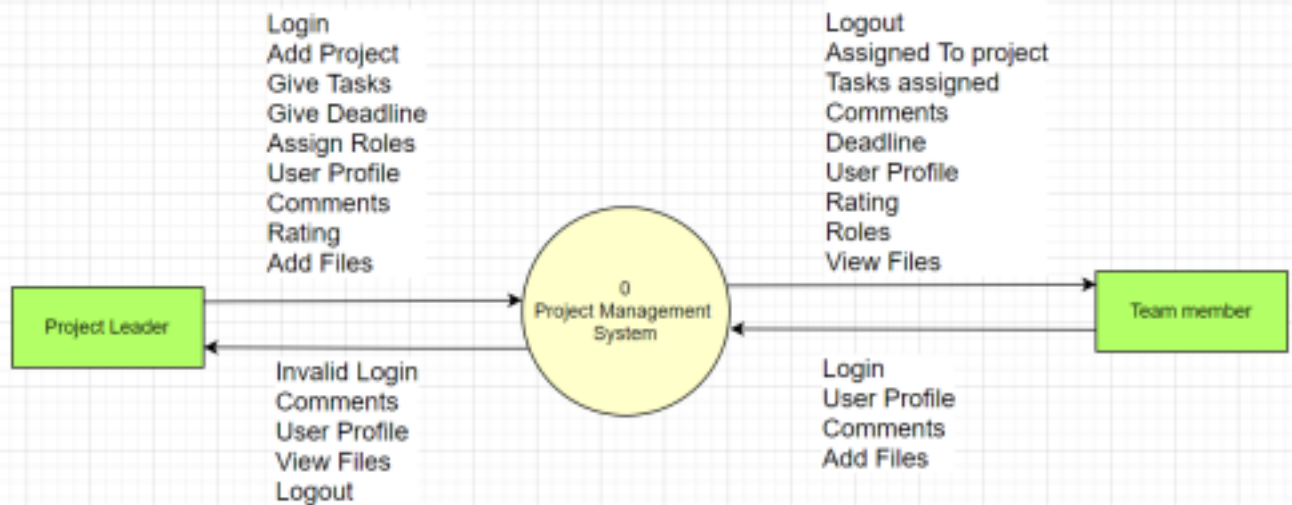 Login
Add Project
Give Tasks
Give Deadline
Assign Roles
User Profile
Comments
Rating
Add Files
Logout
Assigned To project
Tasks assigned
Comments
Deadline
User Profile
Rating
Roles
View Files
Project Leader
0
Project Management
System
Team member
Invalid Login
Comments
User Profile
View Files
Logout
Login
User Profile
Comments
Add Files